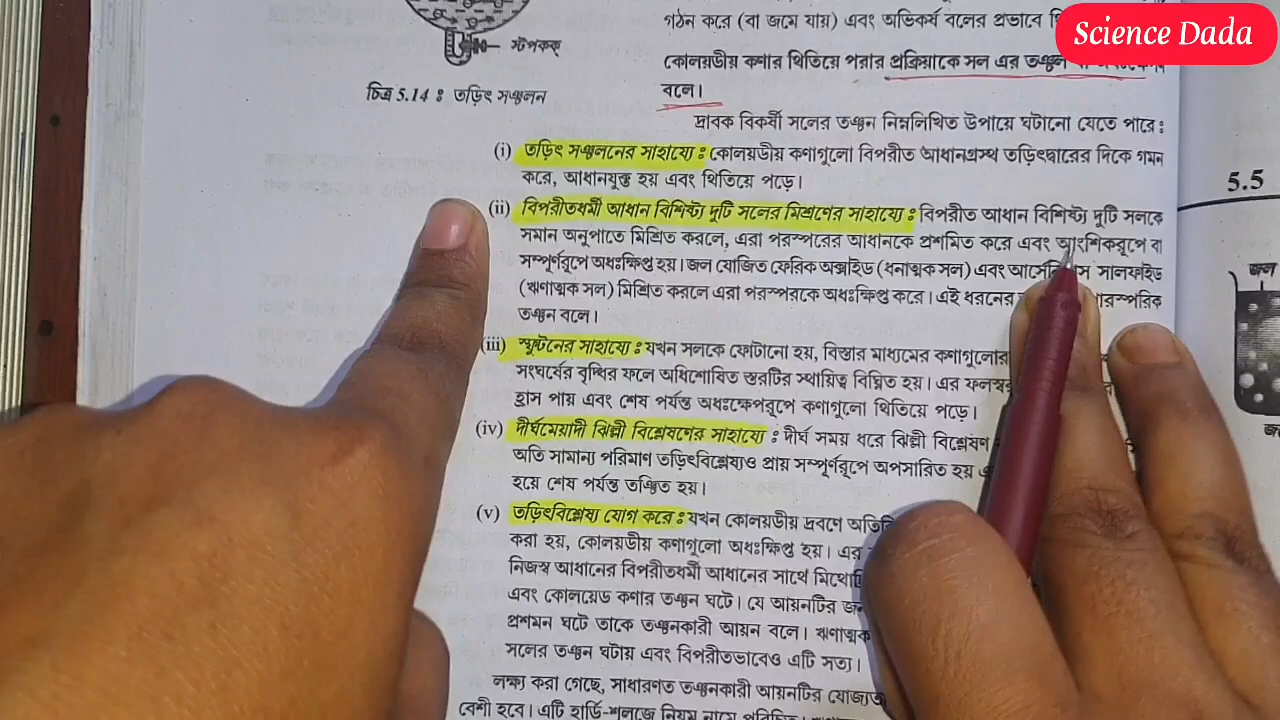 Science Dada
গঠন করে (বা জমে যায়) এবং অভিকর্ষ বলের প্রভাবে
কোলয়ডীয় কণার থিতিয়ে পরার প্রক্রিয়াকে সল এর তঞ্চন
বলে।
স্টপকক্
চিত্র 5.14 : তড়িৎ সঞ্চলন
দ্রাবক বিকর্ষী সলের তঞ্চন নিম্নলিখিত উপায়ে ঘটানো যেতে পারে :
(i) তড়িৎ সঞ্চলনের সাহায্যে : কোলয়ডীয় কণাগুলো বিপরীত আধানগ্রস্থ তড়িৎদ্বারের দিকে গমন
করে, আধানযুক্ত হয় এবং থিতিয়ে পড়ে।
(ii) বিপরীতধর্মী আধান বিশিষ্ট্য দুটি সলের মিশ্রণের সাহায্যে : বিপরীত আধান বিশিষ্ট্য দুটি সলকে
সমান অনুপাতে মিশ্রিত করলে, এরা পরস্পরের আধানকে প্রশমিত করে এবং আংশিকরূপে বা
সম্পূর্ণরূপে অধঃক্ষিপ্ত হয়। জল যোজিত ফেরিক অক্সাইড (ধনাত্মক সল) এবং সালফাইড
(ঋণাত্মক সল) মিশ্রিত করলে এরা পরস্পরকে অধঃক্ষিপ্ত করে। এই ধরনের
তঞ্চন বলে।
(iii) স্ফুটনের সাহায্যে : যখন সলকে ফোটানো হয়, বিস্তার মাধ্যমের কণাগুলোর
সংঘর্ষের বৃদ্ধির ফলে অধিশোষিত স্তরটির স্থায়িত্ব বিঘ্নিত হয়। এর
হ্রাস পায় এবং শেষ পর্যন্ত অধঃক্ষেপরূপে কণাগুলো থিতিয়ে পড়ে।
(iv) দীর্ঘমেয়াদী ঝিল্লী বিশ্লেষণের সাহায্যে : দীর্ঘ সময় ধরে ঝিল্লী বিশ্লেষণ
অতি সামান্য পরিমাণ তড়িৎবিশ্লেষ্যও প্রায় সম্পূর্ণরূপে অপসারিত হয়
হয়ে শেষ পর্যন্ত তঞ্চিত হয়।
(v) তড়িৎবিশ্লেষ্য যোগ করে : যখন কোলয়ডীয় দ্রবণে
করা হয়, কোলয়ডীয় কণাগুলো অধঃক্ষিপ্ত হয়। এর
নিজস্ব আধানের বিপরীতধর্মী আধানের সাথে
এবং কোলয়েড কণার তঞ্চন ঘটে। যে আয়নটির
প্রশমন ঘটে তাকে তঞ্চনকারী আয়ন বলে। ঋণাত্মক
সলের তঞ্চন ঘটায় এবং বিপরীতভাবেও এটি সত্য।
লক্ষ্য করা গেছে, সাধারণত তঞ্চনকারী আয়নটির
বেশী হবে। এটি হার্ডি-শুলজে নিয়ম নামে পরিচিত।
5.5
জল